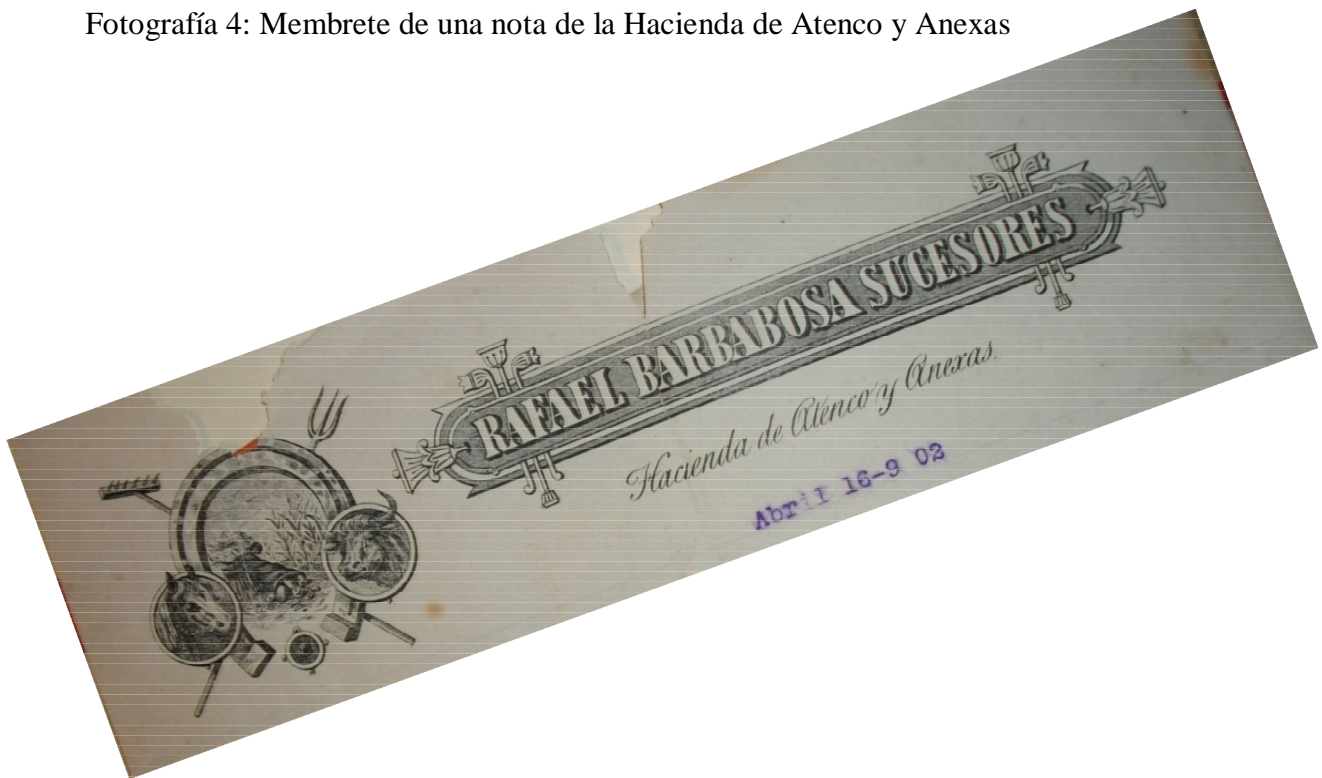 Fotografía 4: Membrete de una nota de la Hacienda de Atenco y Anexas
RAFAEL BARBABOSA SUCESORES
Hacienda de Atenco y Anexas.
Abril 16-9 02